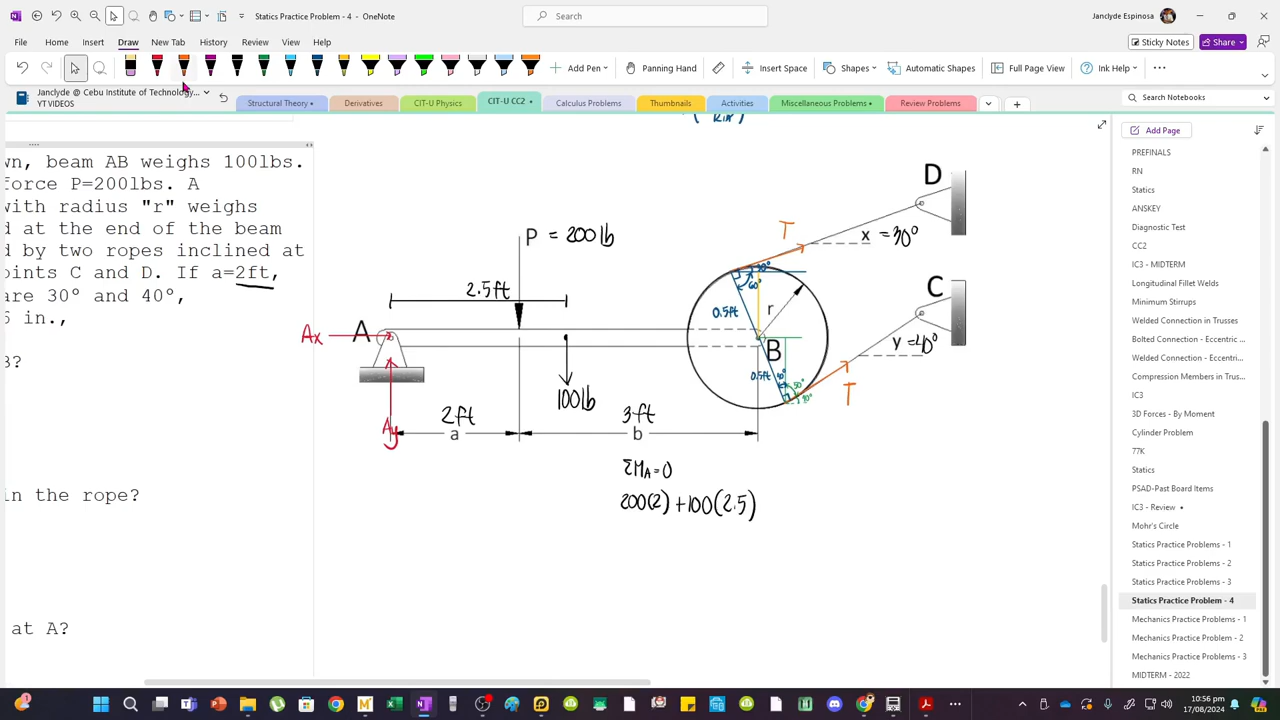 Statics Practice Problem - 4 - OneNote
Search
Janclyde Espinosa
File Home Insert Draw New Tab History Review View Help
Sticky Notes
Share
Add Pen
Panning Hand
Insert Space
Shapes
Automatic Shapes
Full Page View
Ink Help
Janclyde @ Cebu Institute of Technology...
YT VIDEOS
Structural Theory
Derivatives
CIT-U Physics
CIT-U CC2
Calculus Problems
Thumbnails
Activities
Miscellaneous Problems
Review Problems
Search Notebooks
Add Page
PREFINALS
RN
Statics
ANSKEY
Diagnostic Test
CC2
IC3 - MIDTERM
Longitudinal Fillet Welds
Minimum Stirrups
Welded Connection in Trusses
Bolted Connection - Eccentric ...
Welded Connection - Eccentric...
Compression Members in Trus...
IC3
3D Forces - By Moment
Cylinder Problem
77K
Statics
PSAD-Past Board Items
IC3 - Review
Mohr's Circle
Statics Practice Problems - 1
Statics Practice Problems - 2
Statics Practice Problems - 3
Statics Practice Problem - 4
Mechanics Practice Problems - 1
Mechanics Practice Problem - 2
Mechanics Practice Problem - 3
MIDTERM - 2022
wn, beam AB weighs 100lbs.
force P=200lbs. A
with radius "r" weighs
d at the end of the beam
d by two ropes inclined at
oints C and D. If a=2ft,
are 30° and 40°,
in.,
?
in the rope?
at A?
P = 200 lb
2.5ft
A
Ax
Ay
2ft
a
100lb
3ft
b
T
x = 30°
D
C
y = 40°
T
30°
60°
0.5ft
r
B
0.5ft
40°
50°
ΣMA=0
200(2)+100(2.5)
10:56 pm
17/08/2024